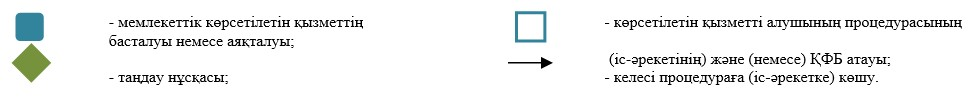 - мемлекеттік көрсетілетін қызметтің
басталуы немесе аяқталуы;
- таңдау нұсқасы;
- көрсетілетін қызметті алушының процедурасының
(іс-әрекетінің) және (немесе) ҚФБ атауы;
- келесі процедураға (іс-әрекетке) көшу.